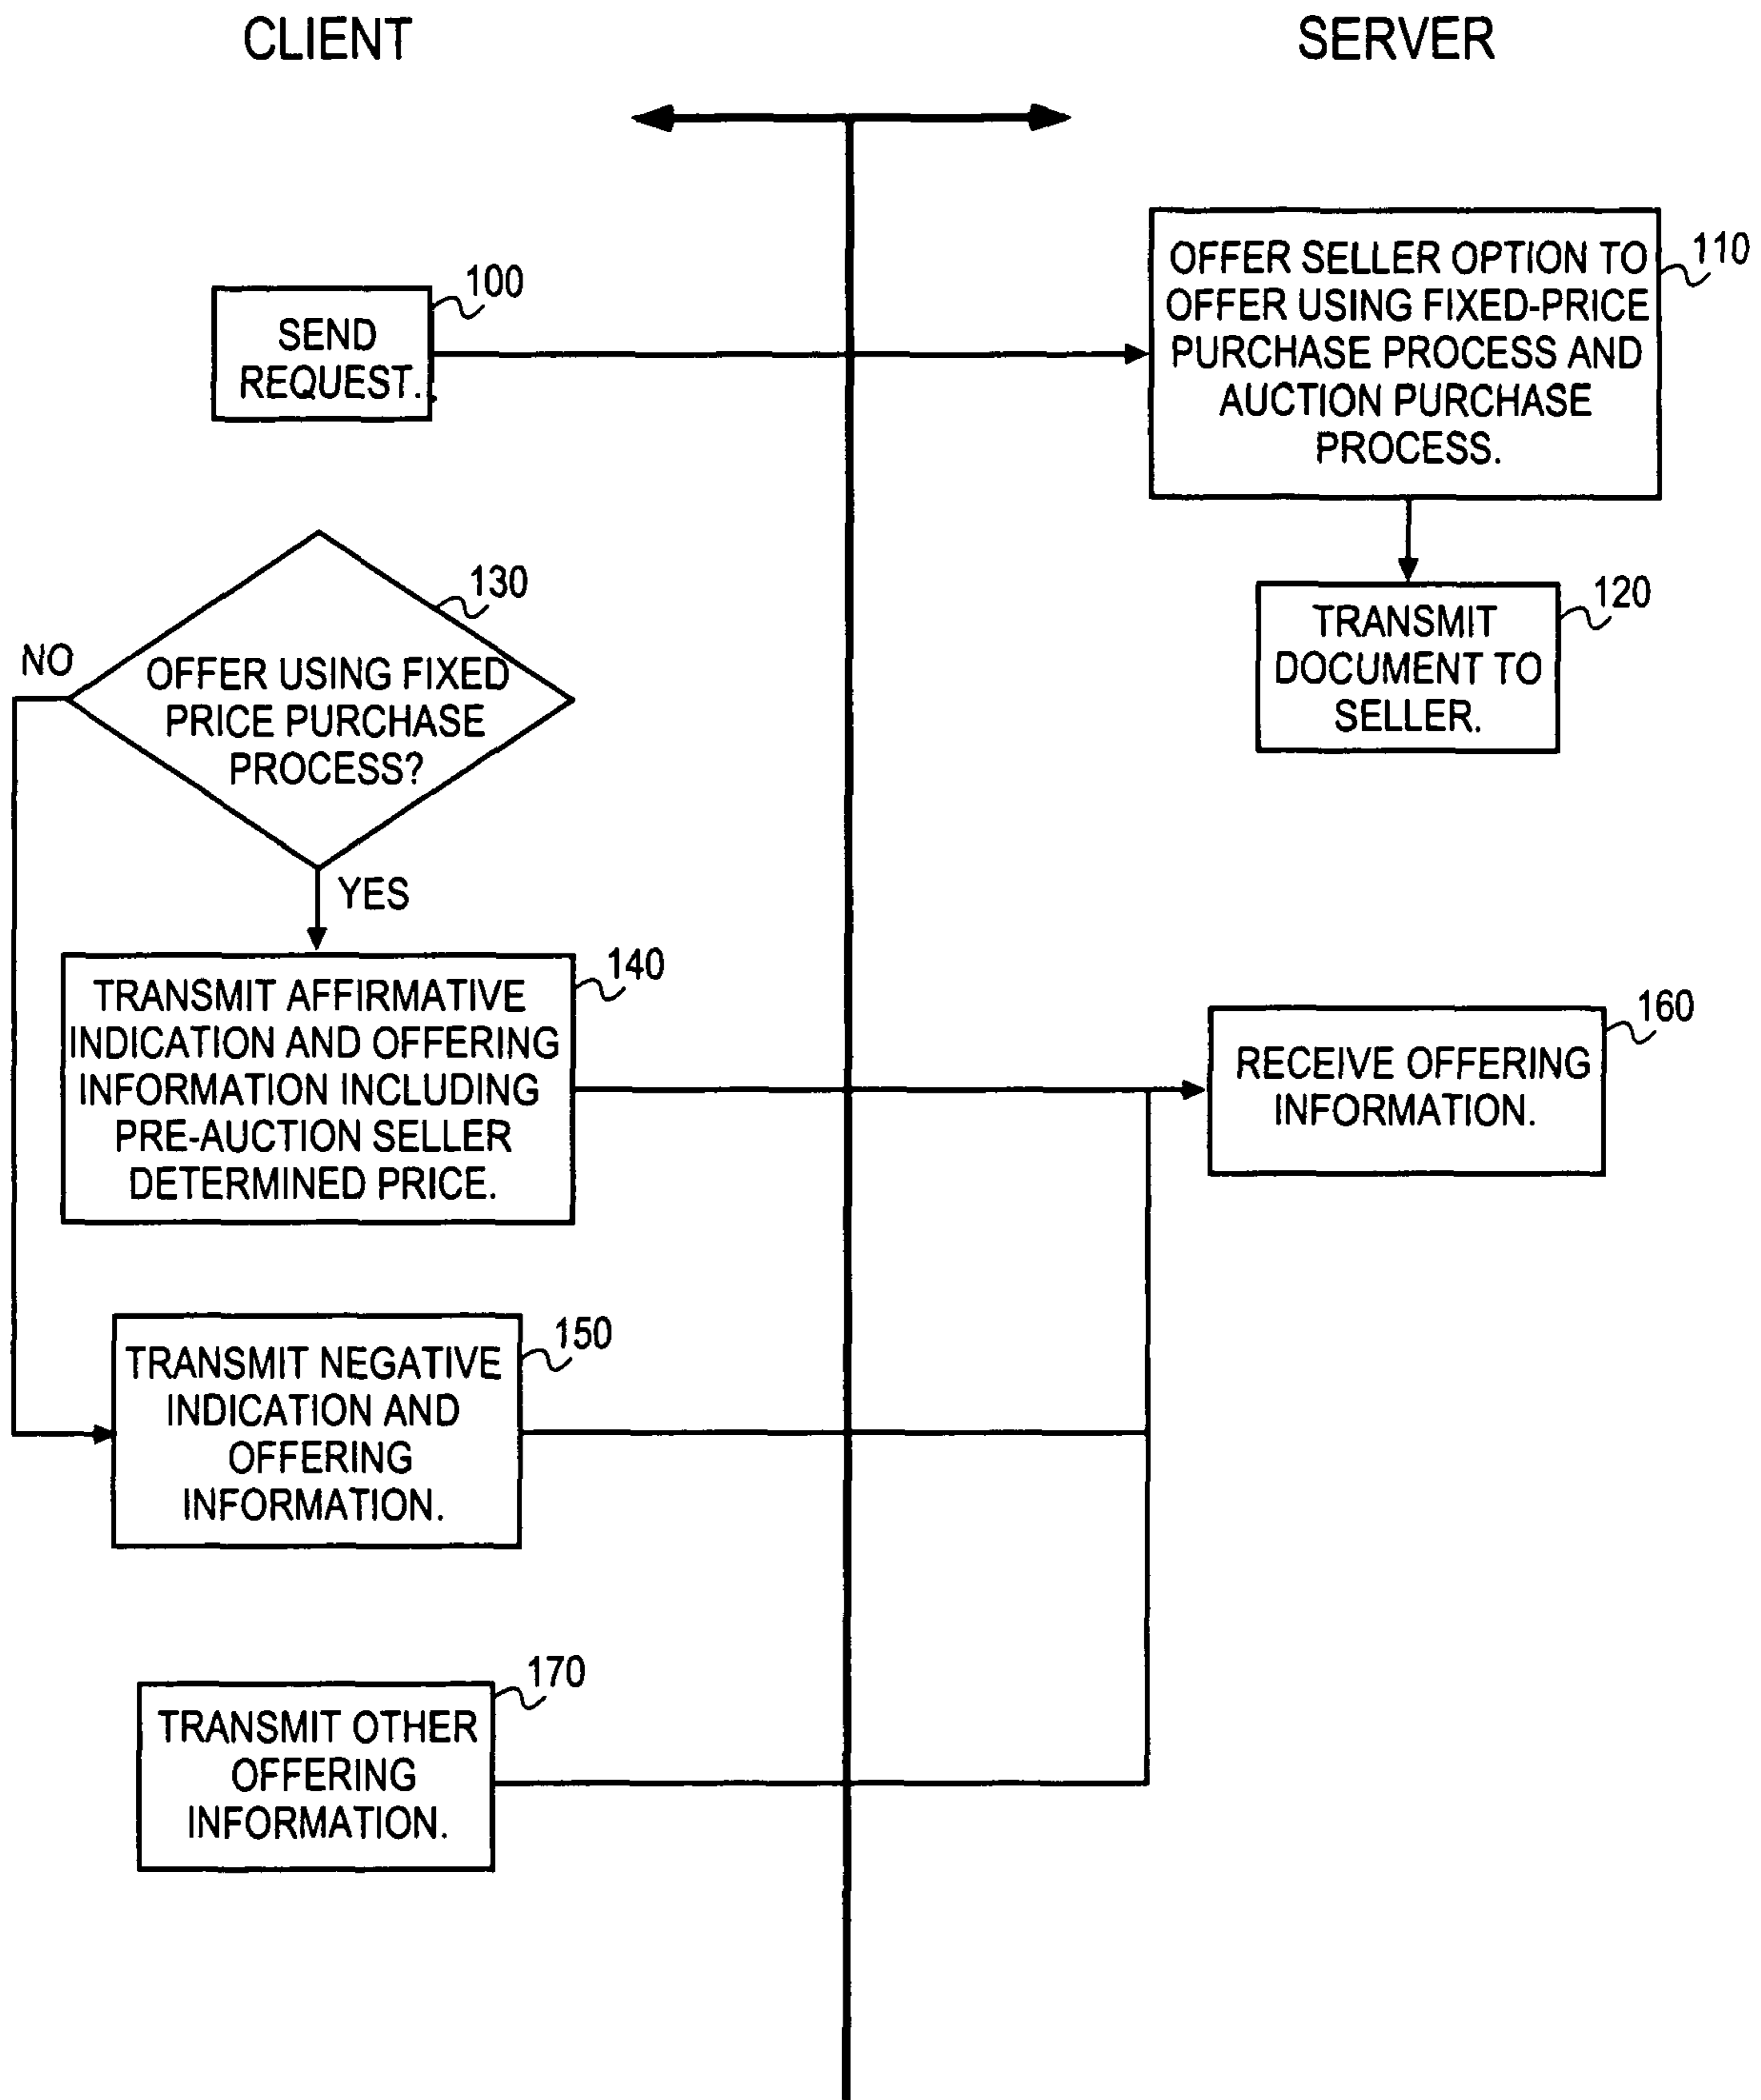 CLIENT
SERVER
100
SEND
REQUEST.
110
OFFER SELLER OPTION TO
OFFER USING FIXED-PRICE
PURCHASE PROCESS AND
AUCTION PURCHASE
PROCESS.
120
TRANSMIT
DOCUMENT TO
SELLER.
130
NO
OFFER USING FIXED
PRICE PURCHASE
PROCESS?
YES
140
TRANSMIT AFFIRMATIVE
INDICATION AND OFFERING
INFORMATION INCLUDING
PRE-AUCTION SELLER
DETERMINED PRICE.
160
RECEIVE OFFERING
INFORMATION.
150
TRANSMIT NEGATIVE
INDICATION AND
OFFERING
INFORMATION.
170
TRANSMIT OTHER
OFFERING
INFORMATION.